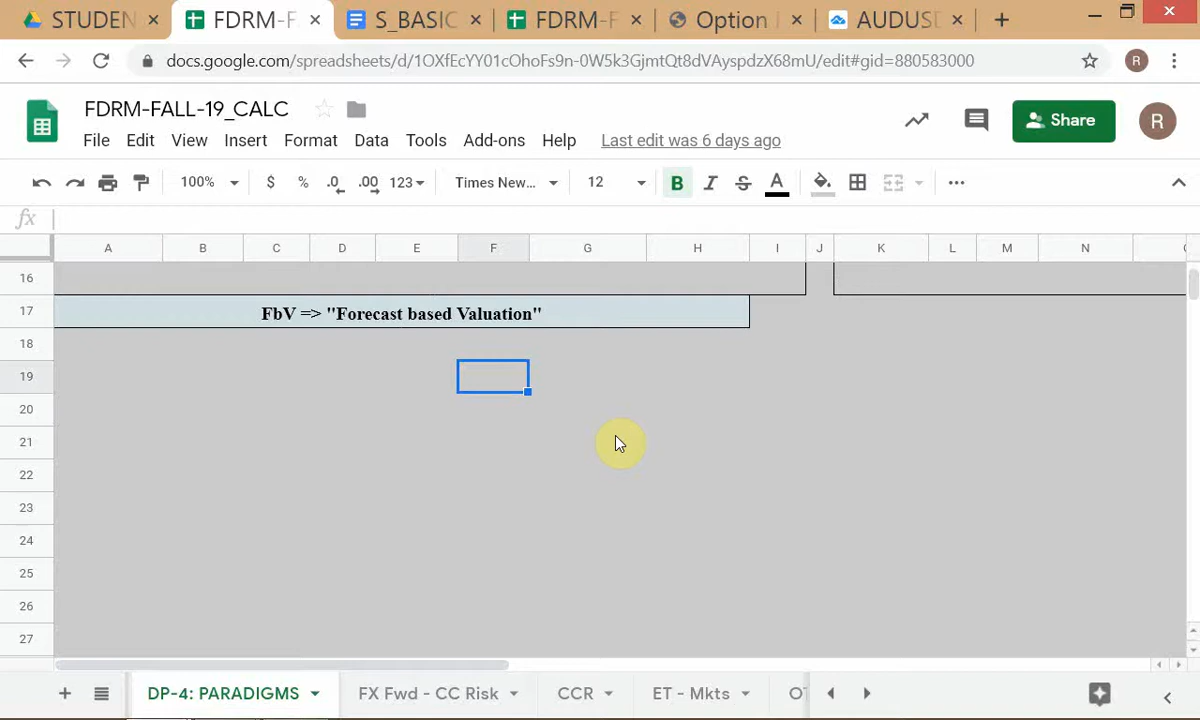 STUDEN
FDRM-F
S_BASIC
FDRM-F
Option
AUDUSD
docs.google.com/spreadsheets/d/1OXfEcYY01cOhoFs9n-0W5k3GjmtQt8dVAyspdzX68mU/edit#gid=880583000
R
FDRM-FALL-19_CALC
Share
R
File Edit View Insert Format Data Tools Add-ons Help Last edit was 6 days ago
100% $ % .0 .00 123 Times New... 12 B I S A
fx
A B C D E F G H I J K L M N
16
17 FbV => "Forecast based Valuation"
18
19
20
21
22
23
24
25
26
27
DP-4: PARADIGMS FX Fwd - CC Risk CCR ET - Mkts